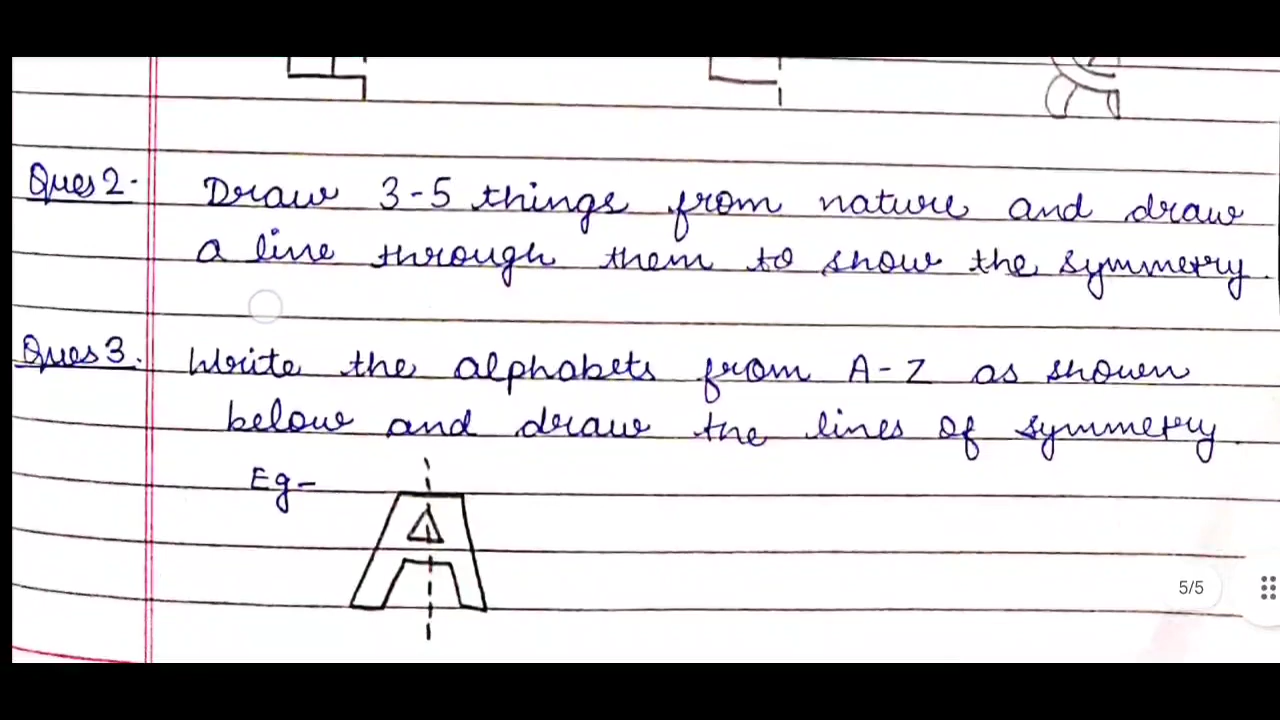 Ques 2. Draw 3-5 things from nature and draw
a line through them to show the symmetry.
Ques 3. Write the alphabets from A-Z as shown
below and draw the lines of symmetry.
Eg-
A
5/5